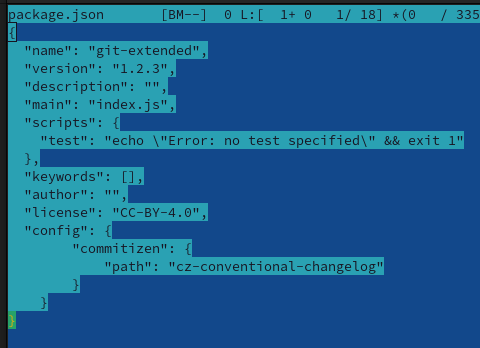 package.json       [BM--]  0 L:[  1+ 0   1/ 18] *(0   / 335
{
  "name": "git-extended",
  "version": "1.2.3",
  "description": "",
  "main": "index.js",
  "scripts": {
    "test": "echo \"Error: no test specified\" && exit 1"
  },
  "keywords": [],
  "author": "",
  "license": "CC-BY-4.0",
  "config": {
        "commitizen": {
            "path": "cz-conventional-changelog"
        }
    }
}